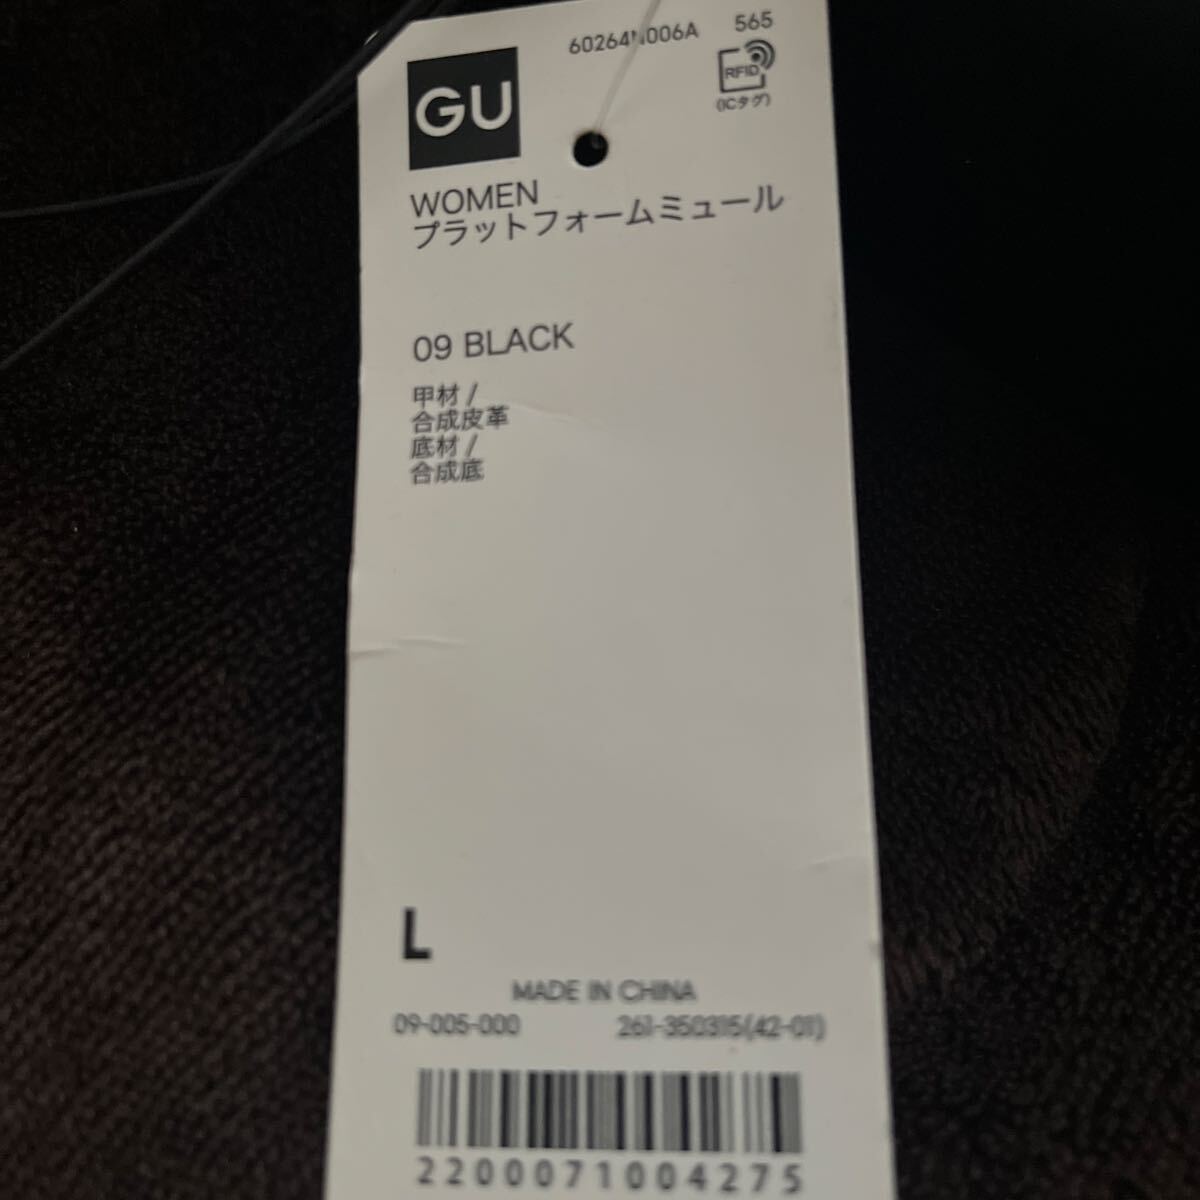 60264N006A 565
GU
RFID
(ICタグ)
WOMEN
プラットフォームミュール
09 BLACK
甲材/
合成皮革
底材/
合成底
L
MADE IN CHINA
09-005-000 261-350315(42-01)
2200071004275